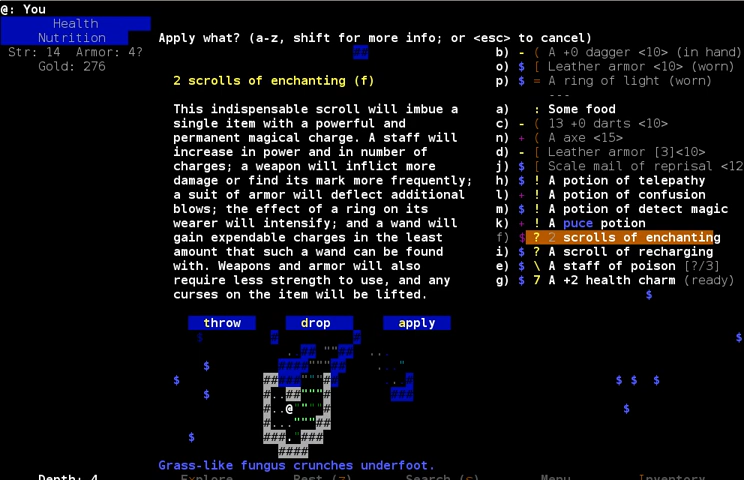 @: You
Health
Nutrition
Str: 14 Armor: 4?
Gold: 276
Apply what? (a-z, shift for more info; or <esc> to cancel)
b) - ( A +0 dagger <10> (in hand)
o) $ [ Leather armor <10> (worn)
p) $ = A ring of light (worn)
---
a) : Some food
c) - ( 13 +0 darts <10>
n) + ( A axe <15>
d) - [ Leather armor [3]<10>
j) $ [ Scale mail of reprisal <12
h) $ ! A potion of telepathy
l) + ! A potion of confusion
m) $ ! A potion of detect magic
k) + ! A puce potion
f) $ ? 2 scrolls of enchanting
i) $ ? A scroll of recharging
e) $ \ A staff of poison [?/3]
g) $ 7 A +2 health charm (ready)
2 scrolls of enchanting (f)
This indispensable scroll will imbue a
single item with a powerful and
permanent magical charge. A staff will
increase in power and in number of
charges; a weapon will inflict more
damage or find its mark more frequently;
a suit of armor will deflect additional
blows; the effect of a ring on its
wearer will intensify; and a wand will
gain expendable charges in the least
amount that such a wand can be found
with. Weapons and armor will also
require less strength to use, and any
curses on the item will be lifted.
throw drop apply
Grass-like fungus crunches underfoot.
Depth: 4
Explore Rest (Z) Search (s) Menu Inventory